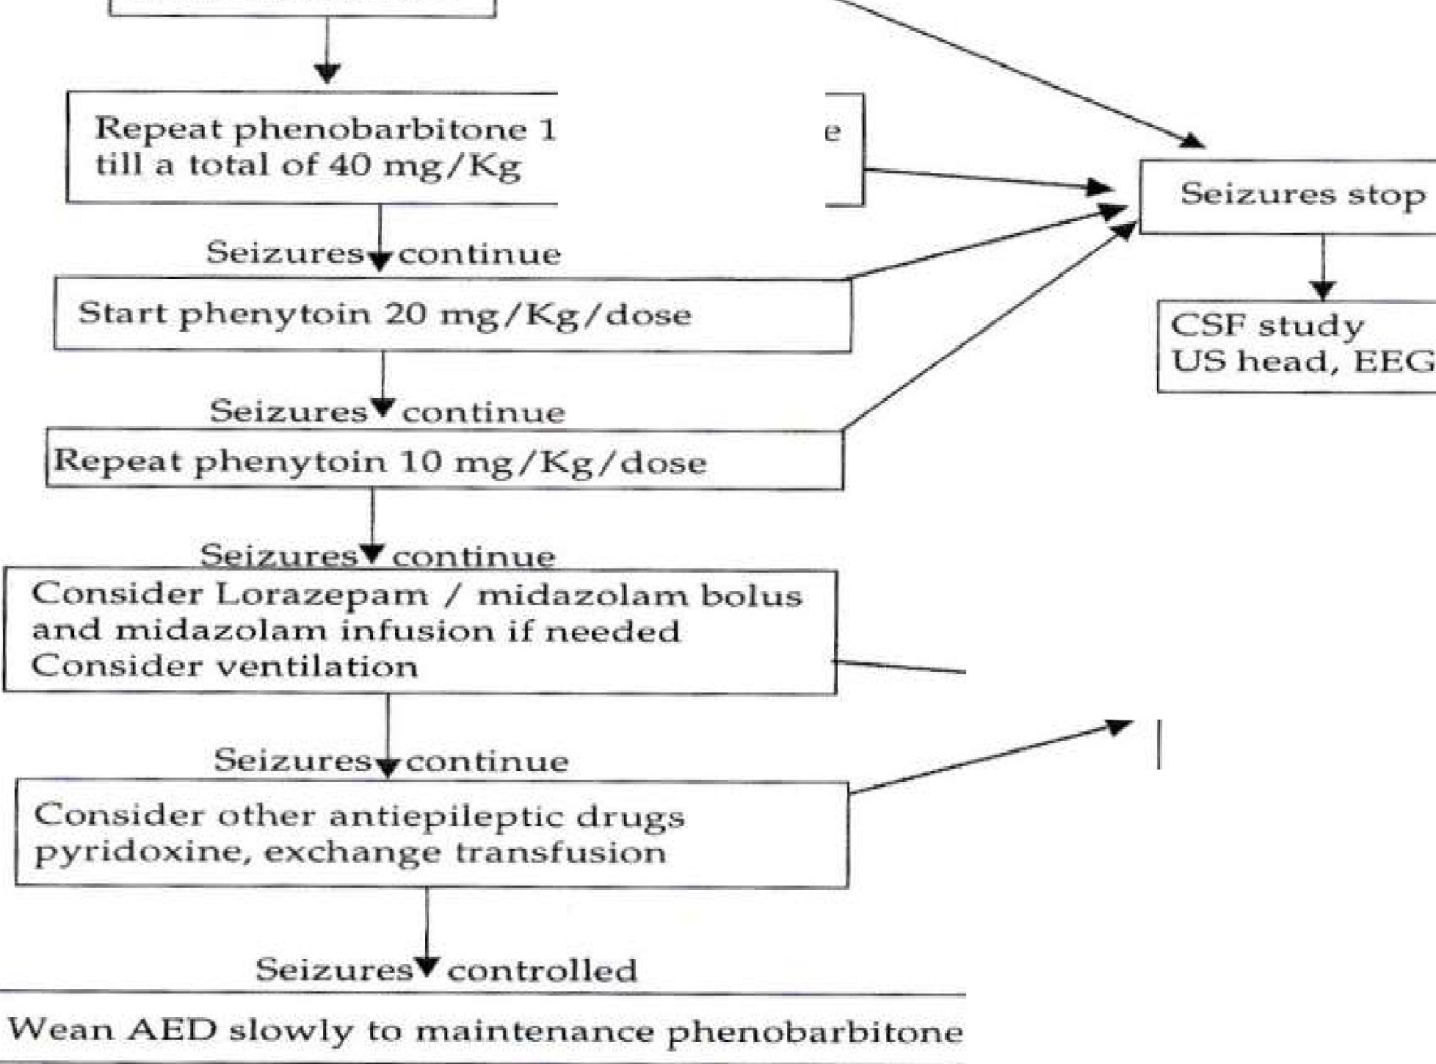 Repeat phenobarbitone 1
till a total of 40 mg/Kg
Seizures continue
Start phenytoin 20 mg/Kg/dose
Seizures continue
Repeat phenytoin 10 mg/Kg/dose
Seizures continue
Consider Lorazepam / midazolam bolus
and midazolam infusion if needed
Consider ventilation
Seizures continue
Consider other antiepileptic drugs
pyridoxine, exchange transfusion
Seizures controlled
Wean AED slowly to maintenance phenobarbitone
Seizures stop
CSF study
US head, EEG